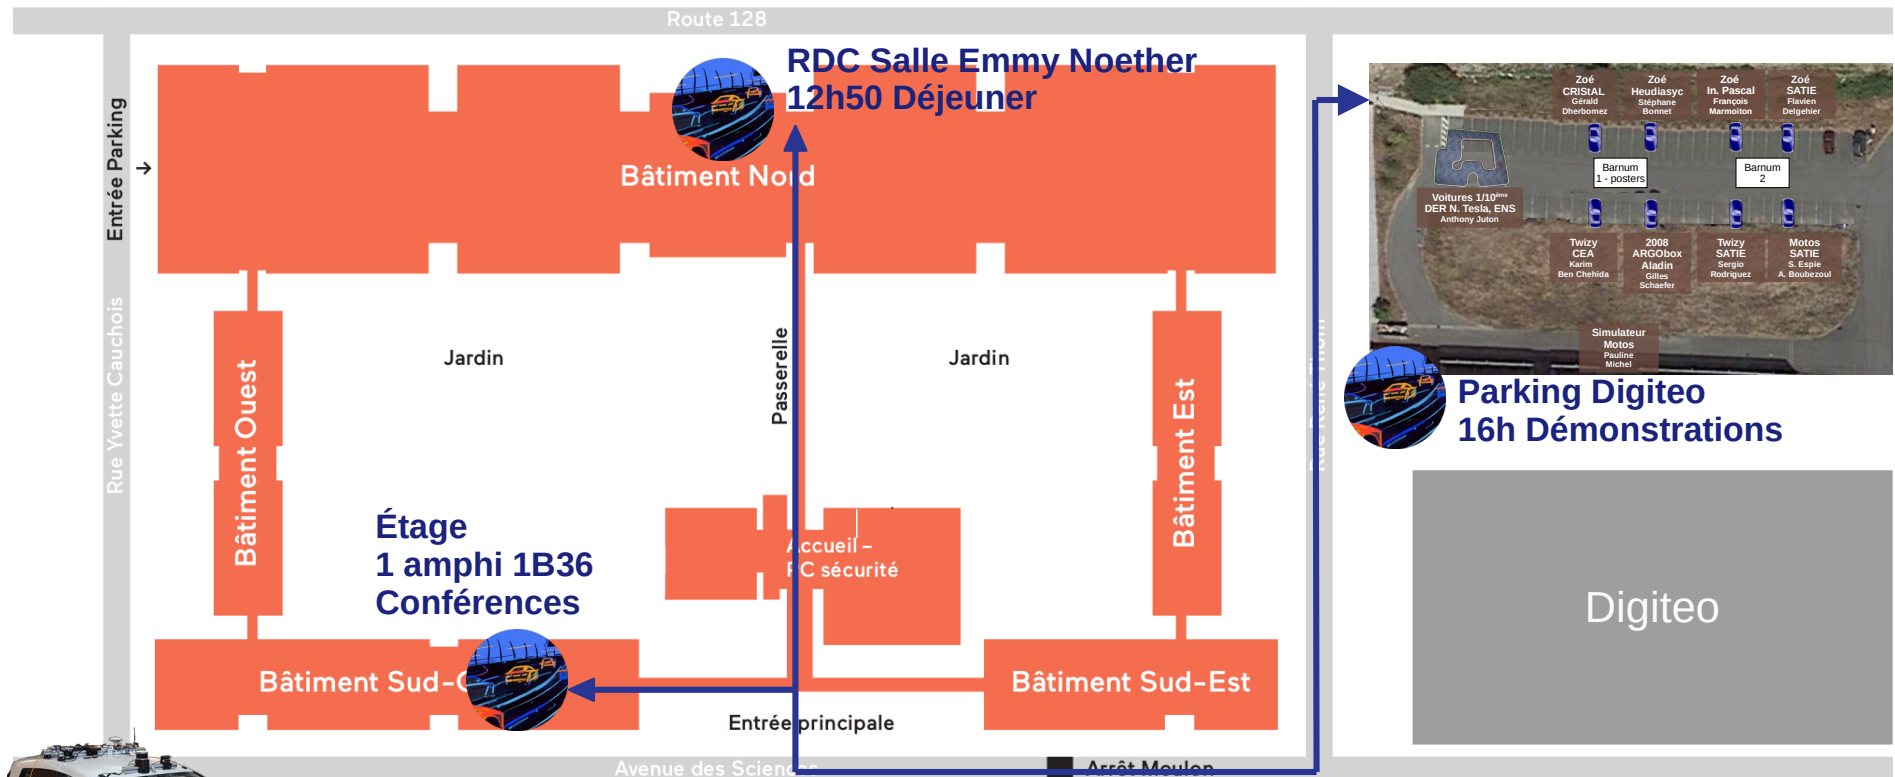 Route 128
RDC Salle Emmy Noether
12h50 Déjeuner
Entrée Parking
→
Bâtiment Nord
Zoé
CRIStAL
Gérald
Dherbomez
Zoé
Heudiasyc
Stéphane
Bonnet
Zoé
In. Pascal
François
Marmoiton
Zoé
SATIE
Flavien
Delgehier
Barnum
1 - posters
Barnum
2
Voitures 1/10ème
DER N. Tesla, ENS
Anthony Juton
Twizy
CEA
Karim
Ben Chehida
2008
ARGObox
Aladin
Gilles
Schaefer
Twizy
SATIE
Sergio
Rodriguez
Motos
SATIE
S. Espie
A. Boubezoul
Simulateur
Motos
Pauline
Michel
Rue Yvette Cauchois
Jardin
Passerelle
Jardin
Bâtiment Ouest
Bâtiment Est
Rue René Thom
Parking Digiteo
16h Démonstrations
Étage
1 amphi 1B36
Conférences
Accueil –
PC sécurité
Digiteo
Bâtiment Sud-O
Bâtiment Sud-Est
Entrée principale
Avenue des Sciences
Arrêt Moulon